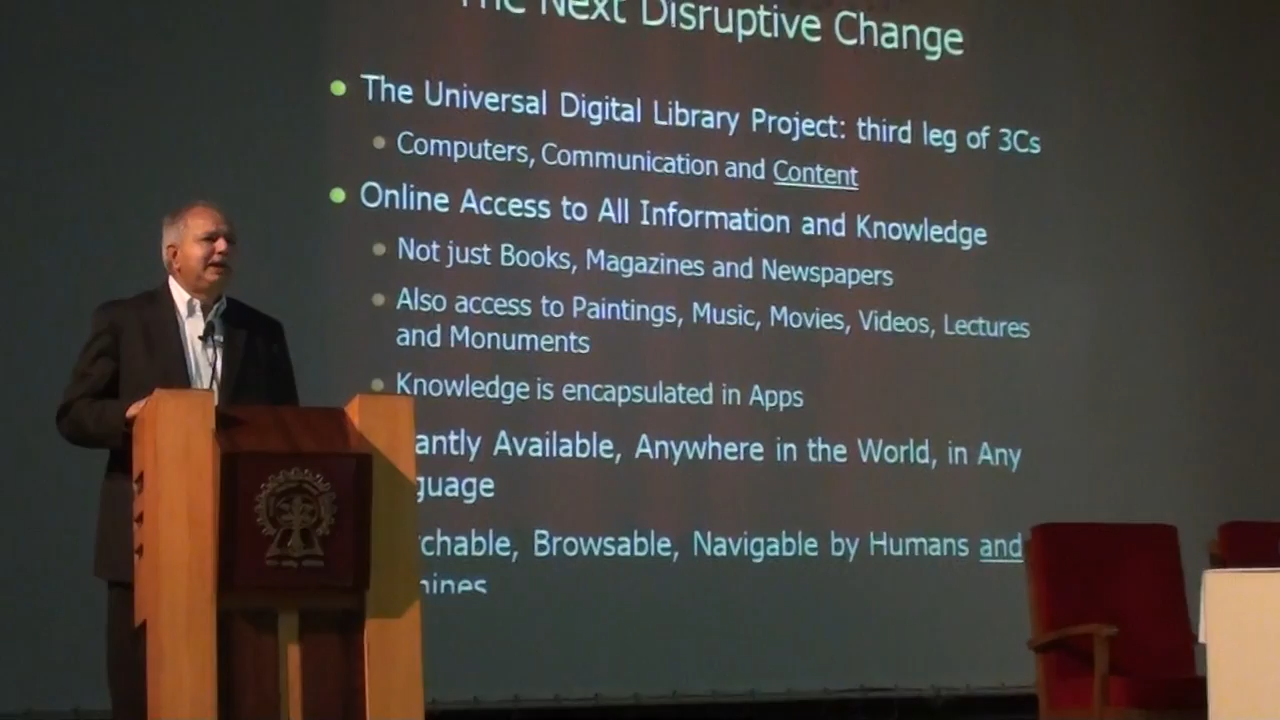 The Next Disruptive Change
The Universal Digital Library Project: third leg of 3Cs
Computers, Communication and Content
Online Access to All Information and Knowledge
Not just Books, Magazines and Newspapers
Also access to Paintings, Music, Movies, Videos, Lectures
and Monuments
Knowledge is encapsulated in Apps
antly Available, Anywhere in the World, in Any
guage
chable, Browsable, Navigable by Humans and
hines